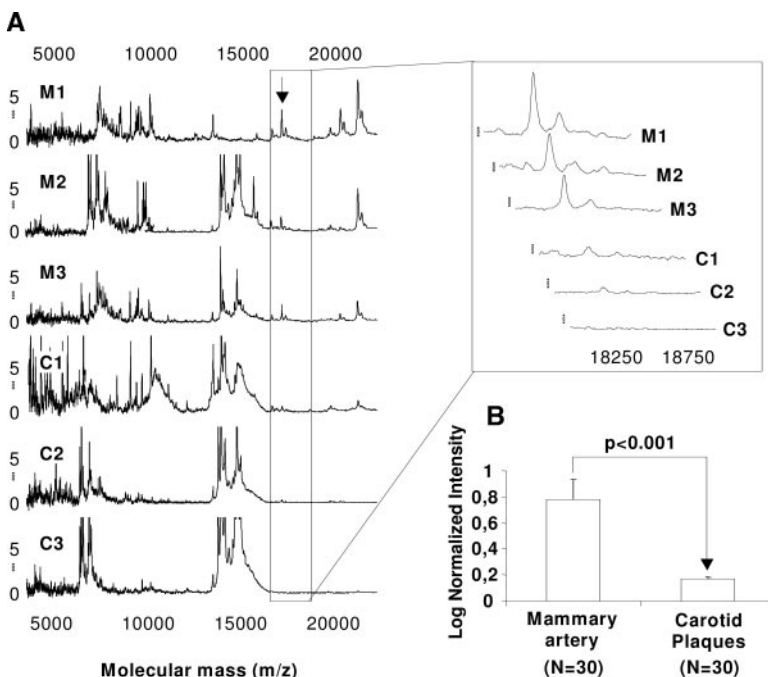 A
5000 10000 15000 20000
M1
5
0
M2
5
0
M3
5
0
C1
5
0
C2
5
0
C3
5
0
5000 10000 15000 20000
Molecular mass (m/z)
M1
M2
M3
C1
C2
C3
18250 18750
B
p<0.001
Log Normalized Intensity
1
0,8
0,6
0,4
0,2
0
Mammary artery
(N=30)
Carotid Plaques
(N=30)